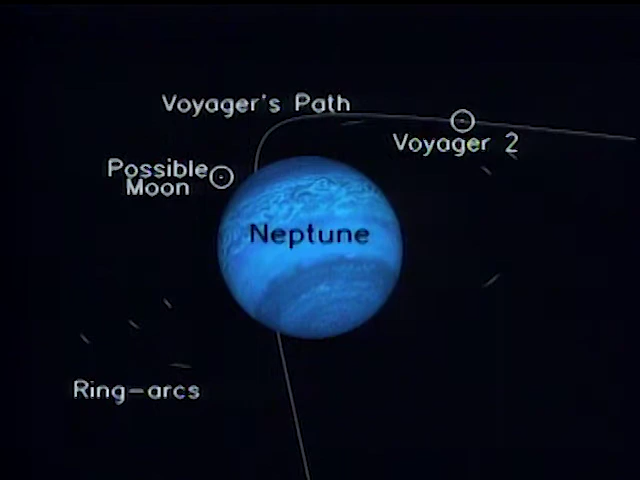 Voyager's Path
Voyager 2
Possible
Moon
Neptune
Ring-arcs